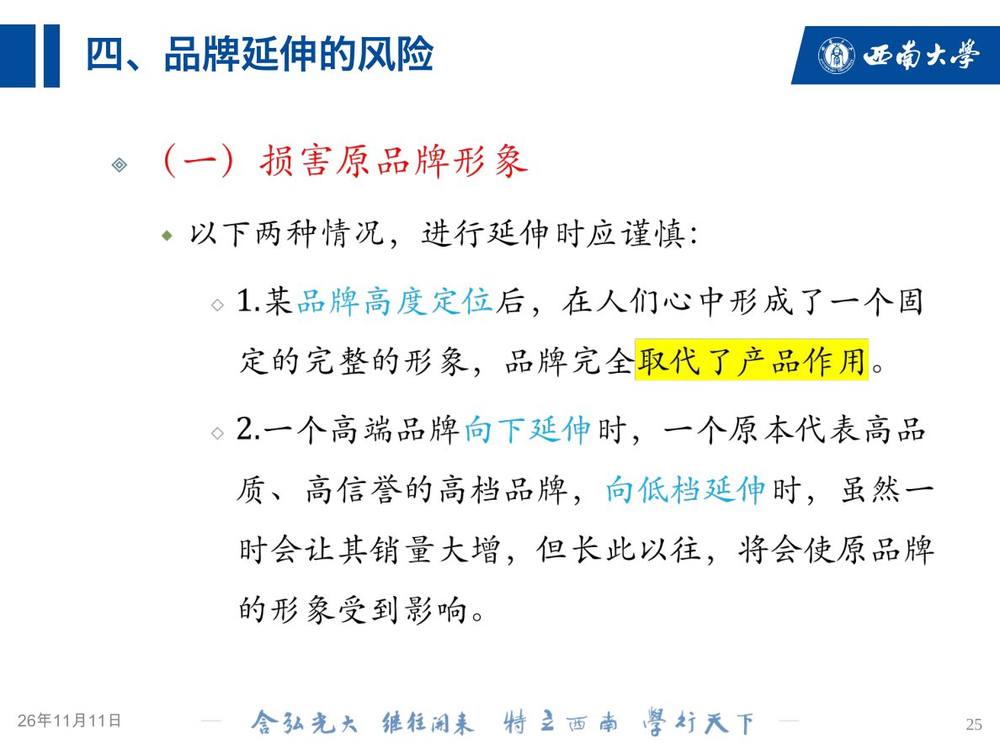 四、品牌延伸的风险
西南大学
（一）损害原品牌形象
以下两种情况，进行延伸时应谨慎：
1.某品牌高度定位后，在人们心中形成了一个固
定的完整的形象，品牌完全取代了产品作用。
2.一个高端品牌向下延伸时，一个原本代表高品
质、高信誉的高档品牌，向低档延伸时，虽然一
时会让其销量大增，但长此以往，将会使原品牌
的形象受到影响。
26年11月11日
含弘光大 继往开来 特立西南 学行天下
25